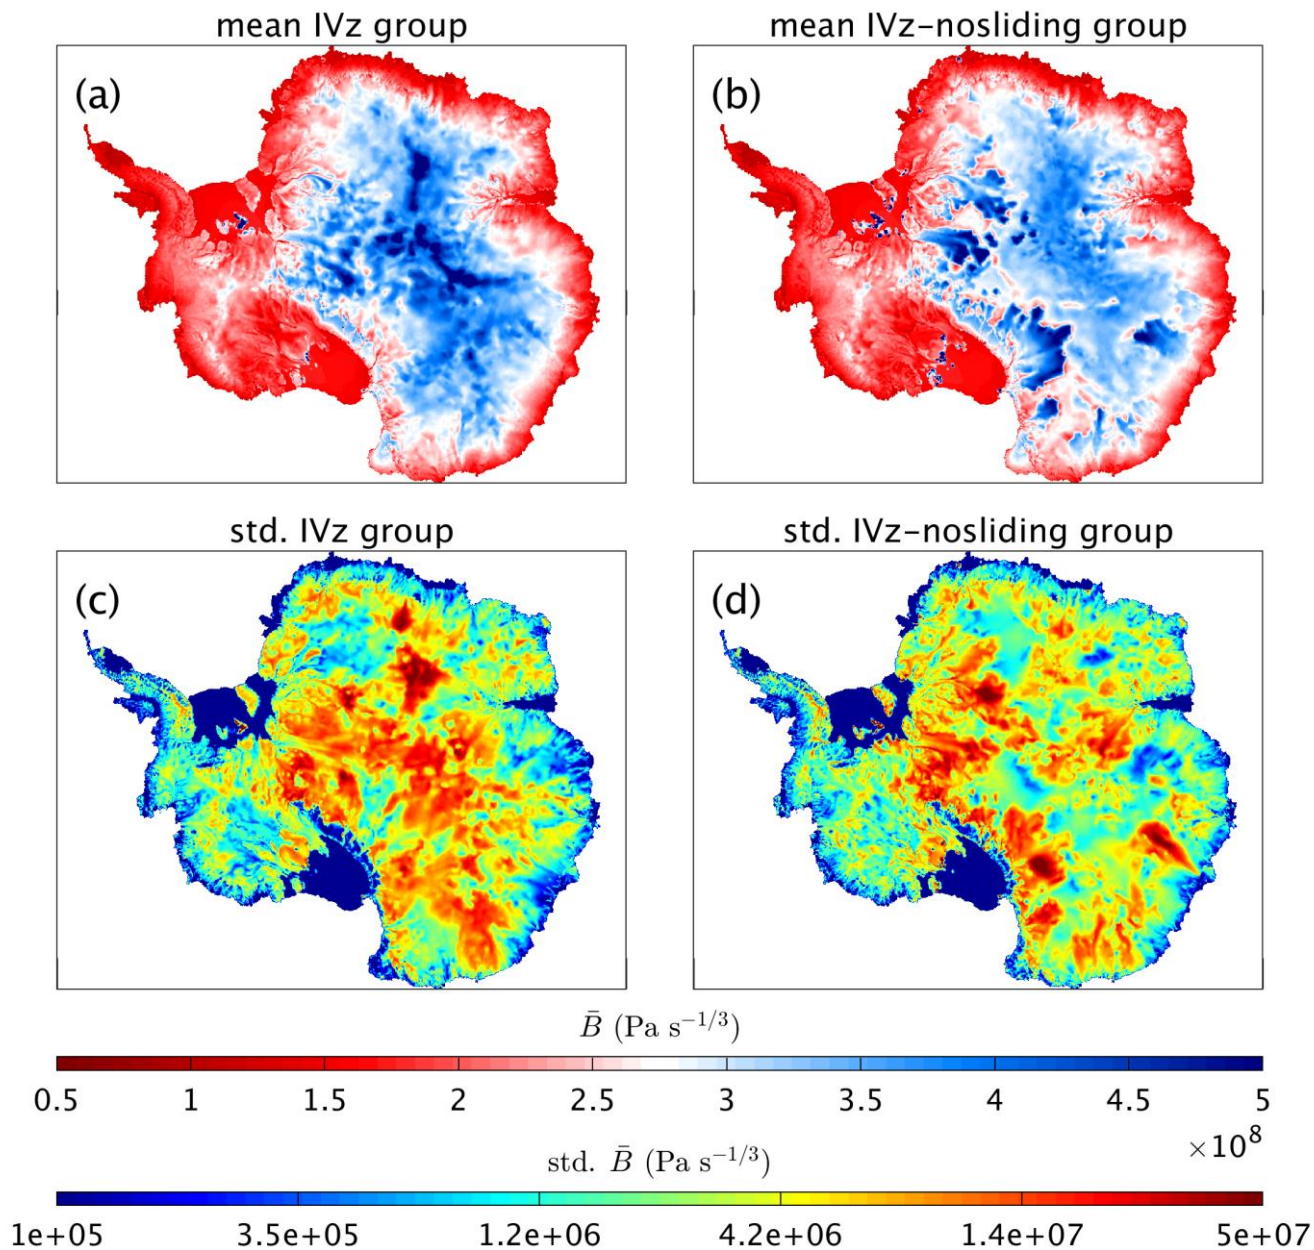 mean IVz group
mean IVz-nosliding group
(a)
(b)
std. IVz group
std. IVz-nosliding group
(c)
(d)
B̄ (Pa s⁻¹/³)
0.5 1 1.5 2 2.5 3 3.5 4 4.5 5
×10⁸
std. B̄ (Pa s⁻¹/³)
1e+05 3.5e+05 1.2e+06 4.2e+06 1.4e+07 5e+07